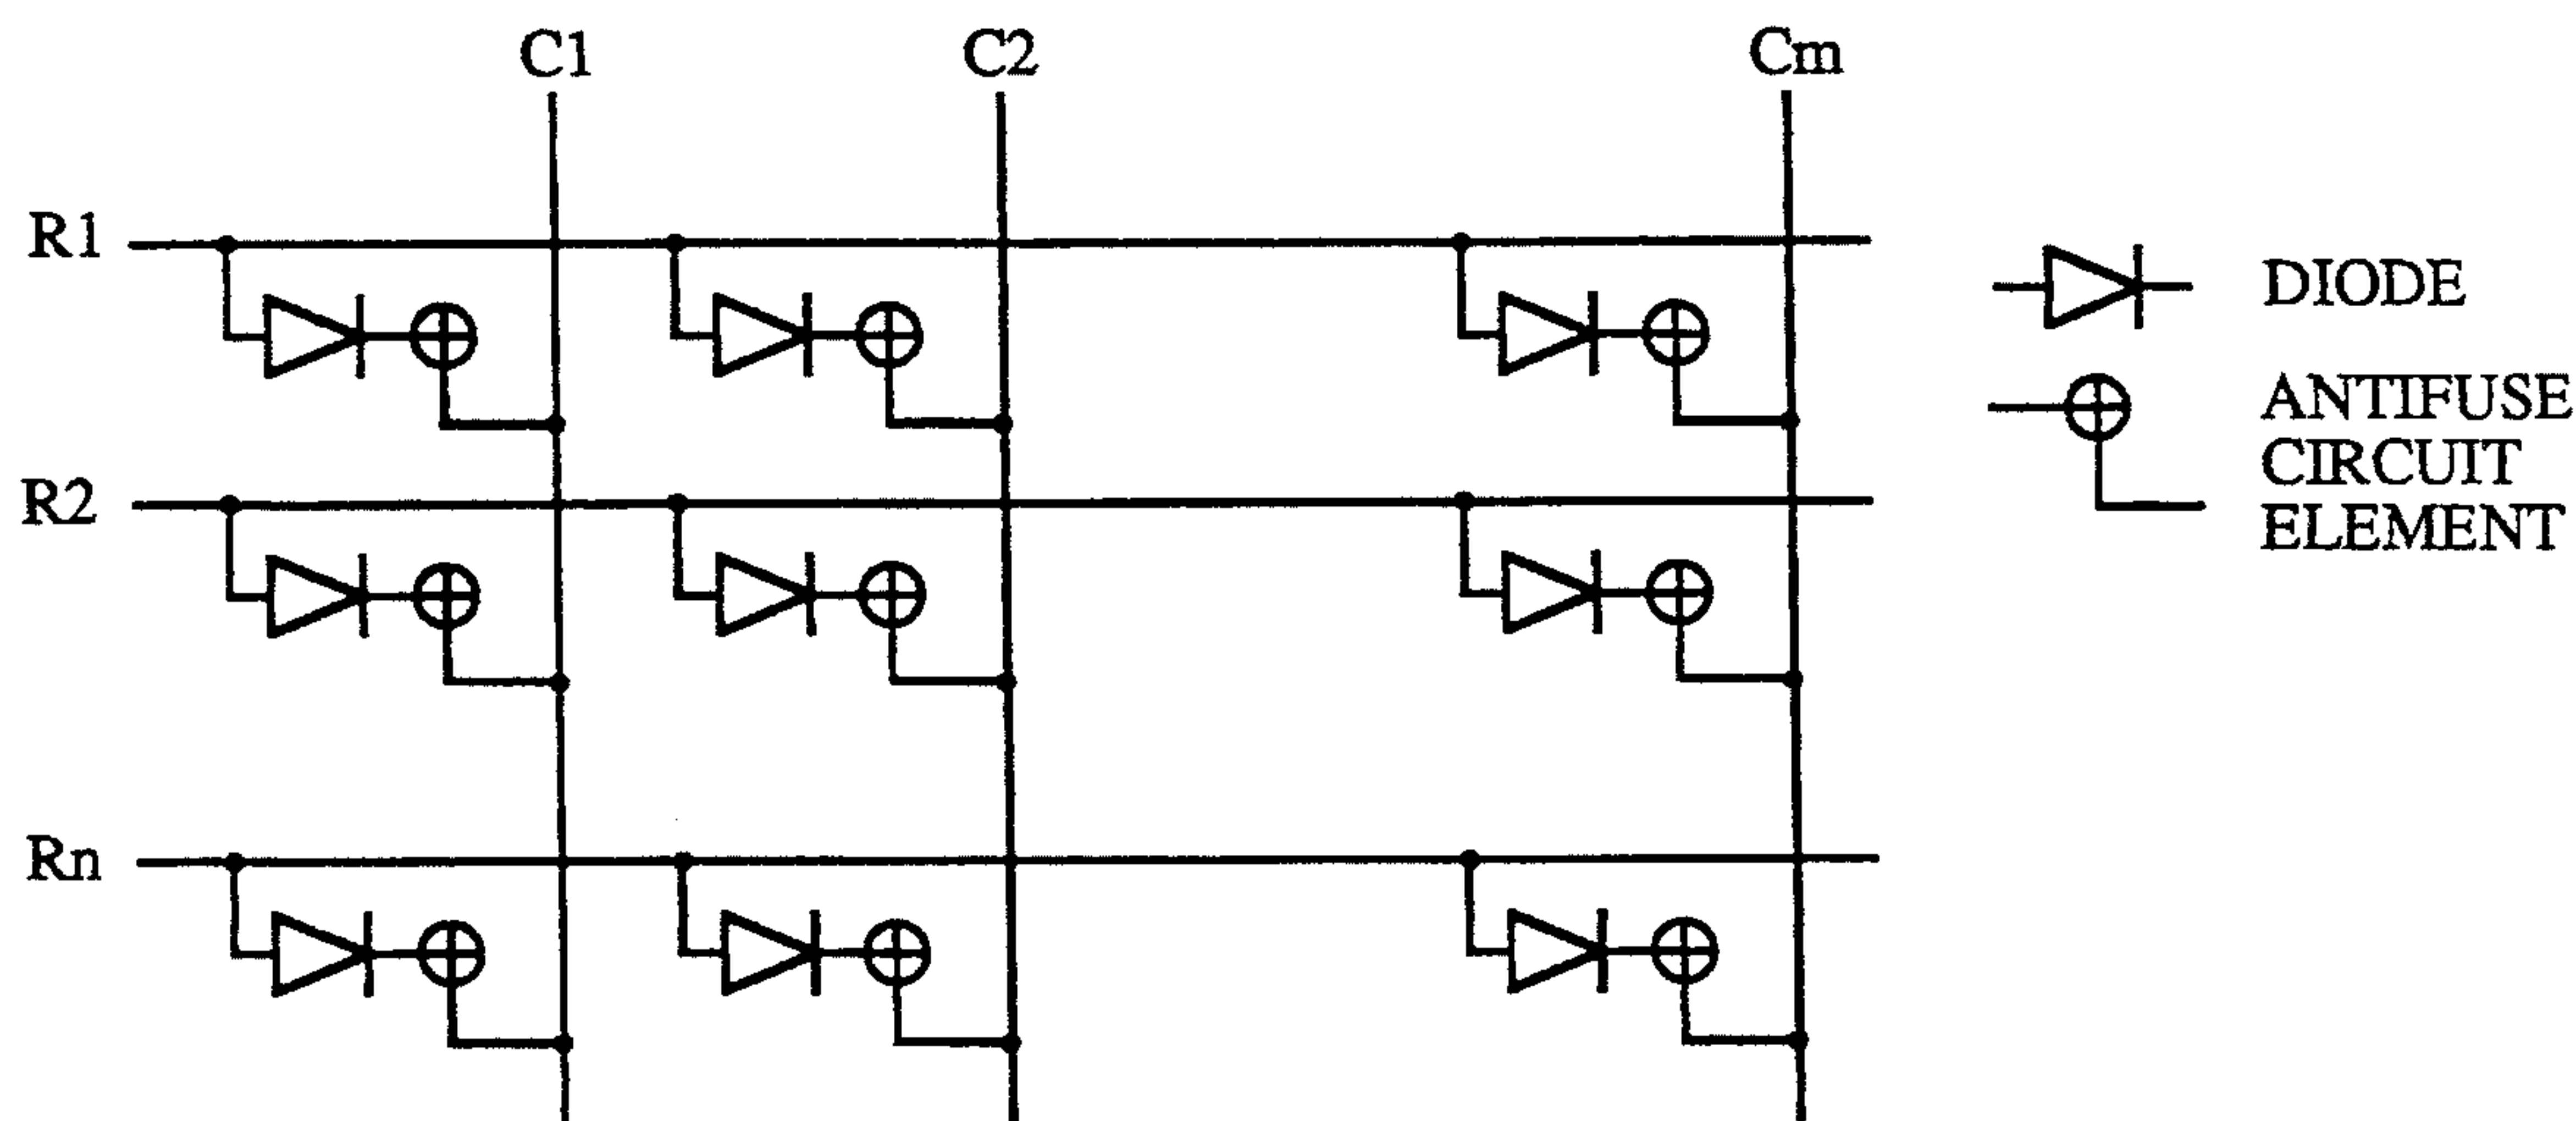 C1
C2
Cm
R1
R2
Rn
DIODE
ANTIFUSE
CIRCUIT
ELEMENT